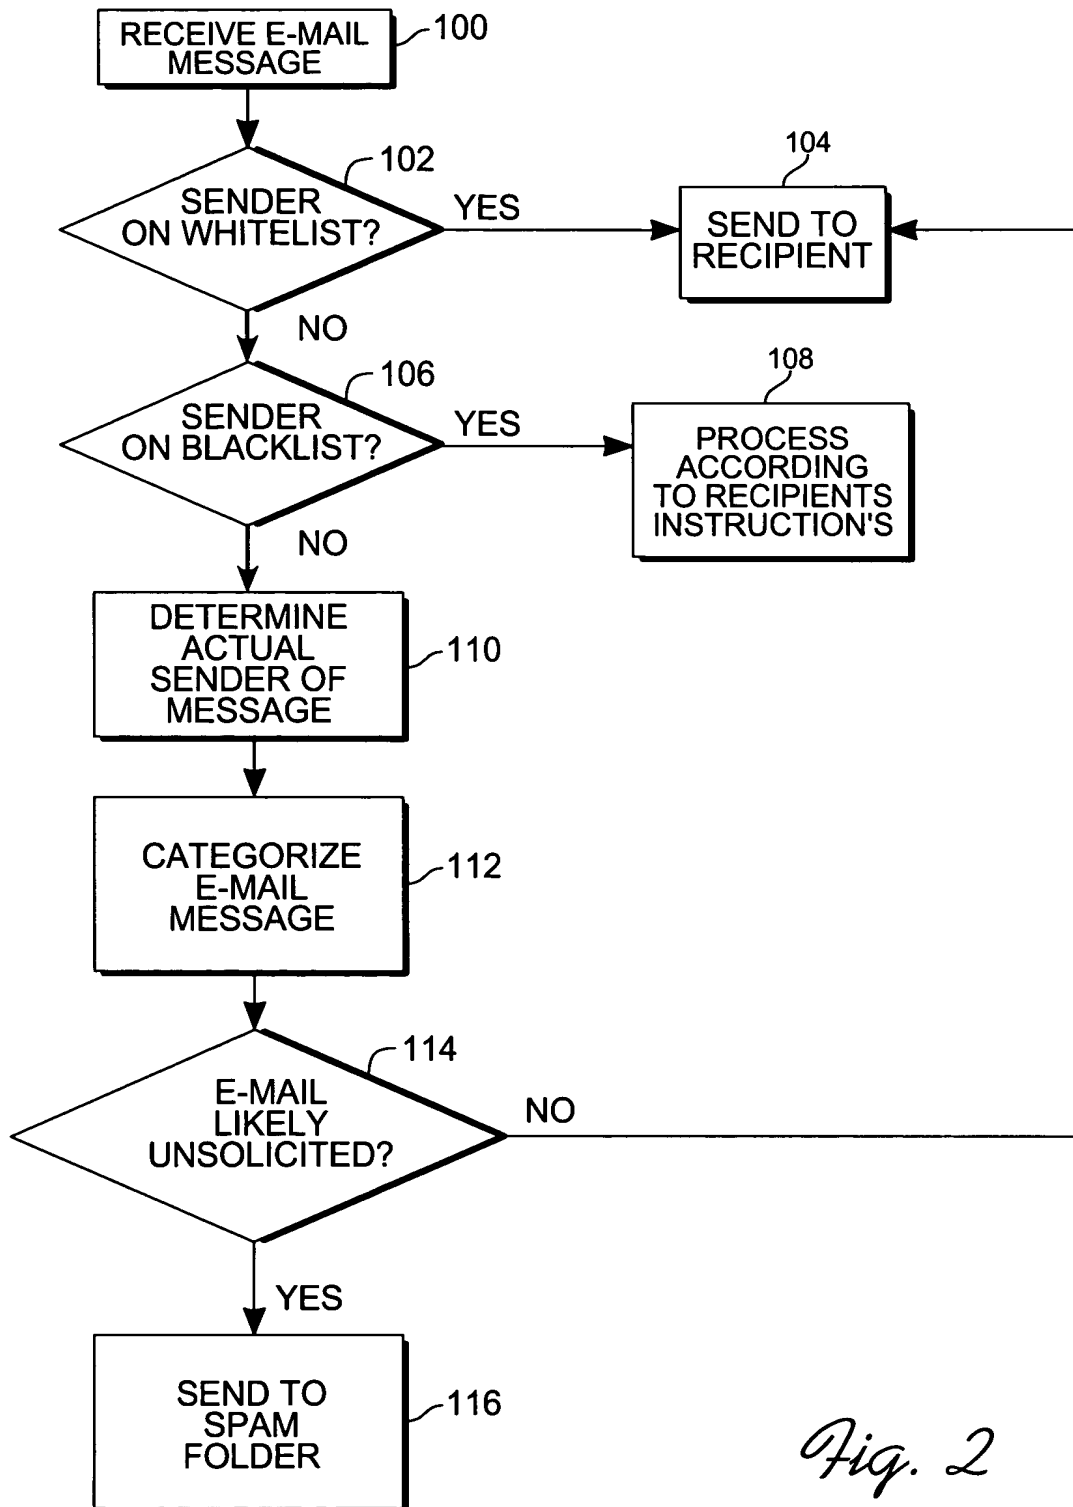 RECEIVE E-MAIL
MESSAGE
100
102
SENDER
ON WHITELIST?
YES
104
SEND TO
RECIPIENT
NO
106
SENDER
ON BLACKLIST?
YES
108
PROCESS
ACCORDING
TO RECIPIENTS
INSTRUCTION'S
NO
DETERMINE
ACTUAL
SENDER OF
MESSAGE
110
CATEGORIZE
E-MAIL
MESSAGE
112
114
E-MAIL
LIKELY
UNSOLICITED?
NO
YES
SEND TO
SPAM
FOLDER
116
Fig. 2